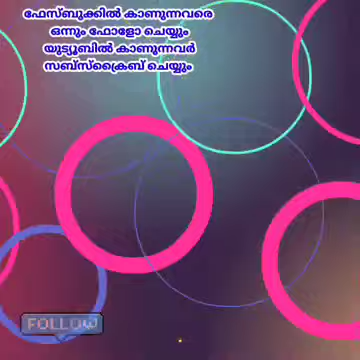 ഫേസ്ബുക്കിൽ കാണുന്നവരെ
ഒന്നും ഫോളോ ചെയ്യും
യുട്യൂബിൽ കാണുന്നവർ
സബ്സ്ക്രൈബ് ചെയ്യും
FOLLOW